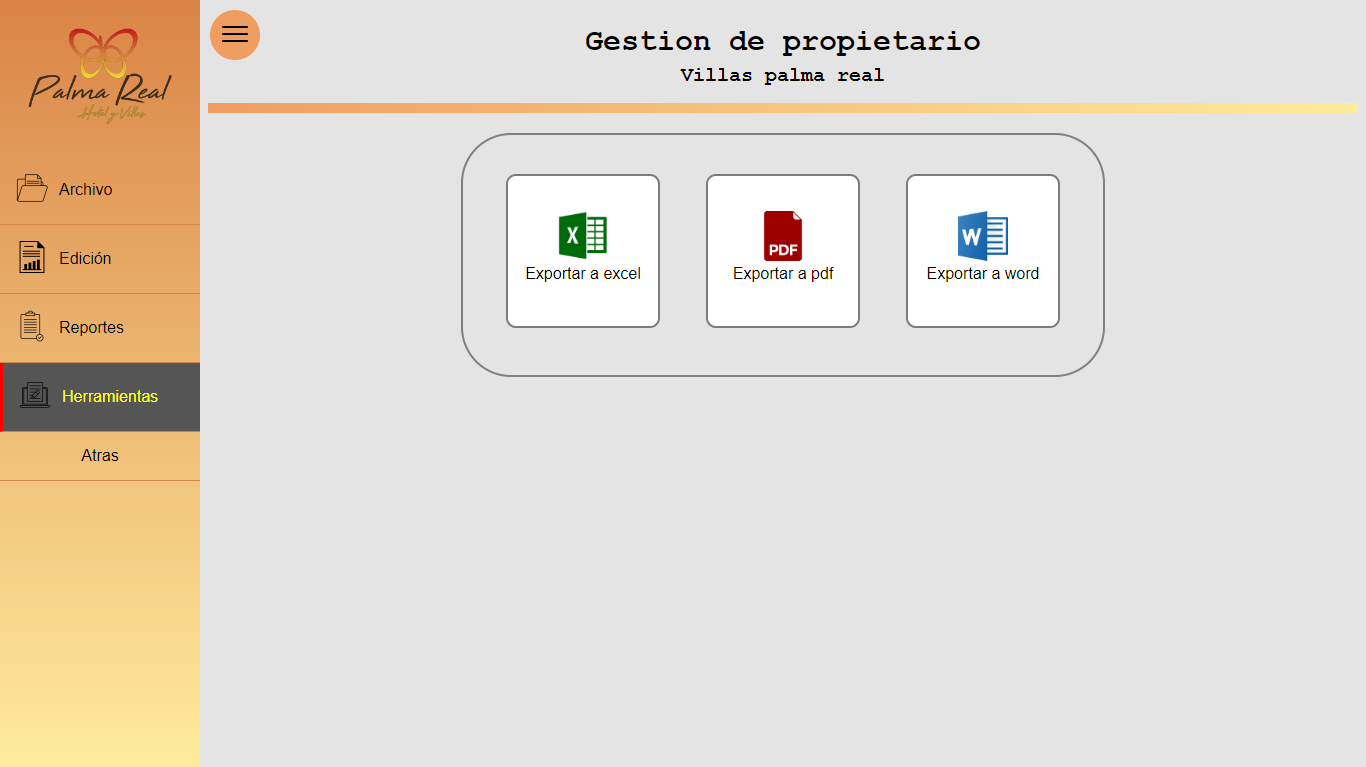 Palma Real
Hotel y Villas
Archivo
Edición
Reportes
Herramientas
Atras
Gestion de propietario
Villas palma real
X
Exportar a excel
PDF
Exportar a pdf
W
Exportar a word